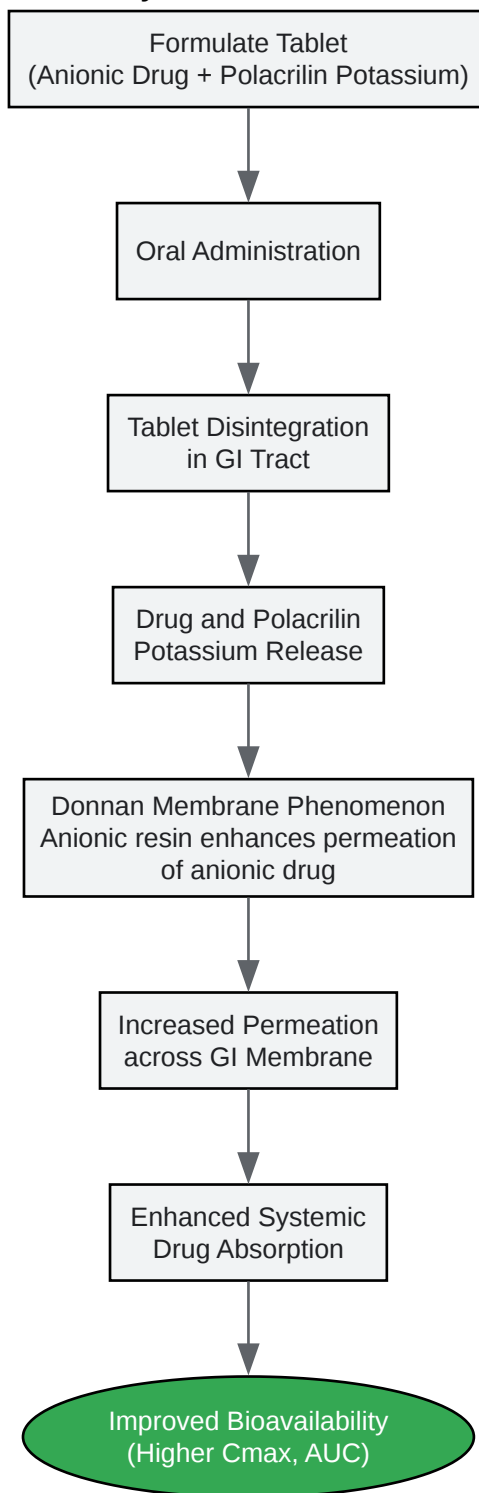 Formulate Tablet
(Anionic Drug + Polacrilin Potassium)
Oral Administration
Tablet Disintegration
in GI Tract
Drug and Polacrilin
Potassium Release
Donnan Membrane Phenomenon
Anionic resin enhances permeation
of anionic drug
Increased Permeation
across GI Membrane
Enhanced Systemic
Drug Absorption
Improved Bioavailability
(Higher Cmax, AUC)